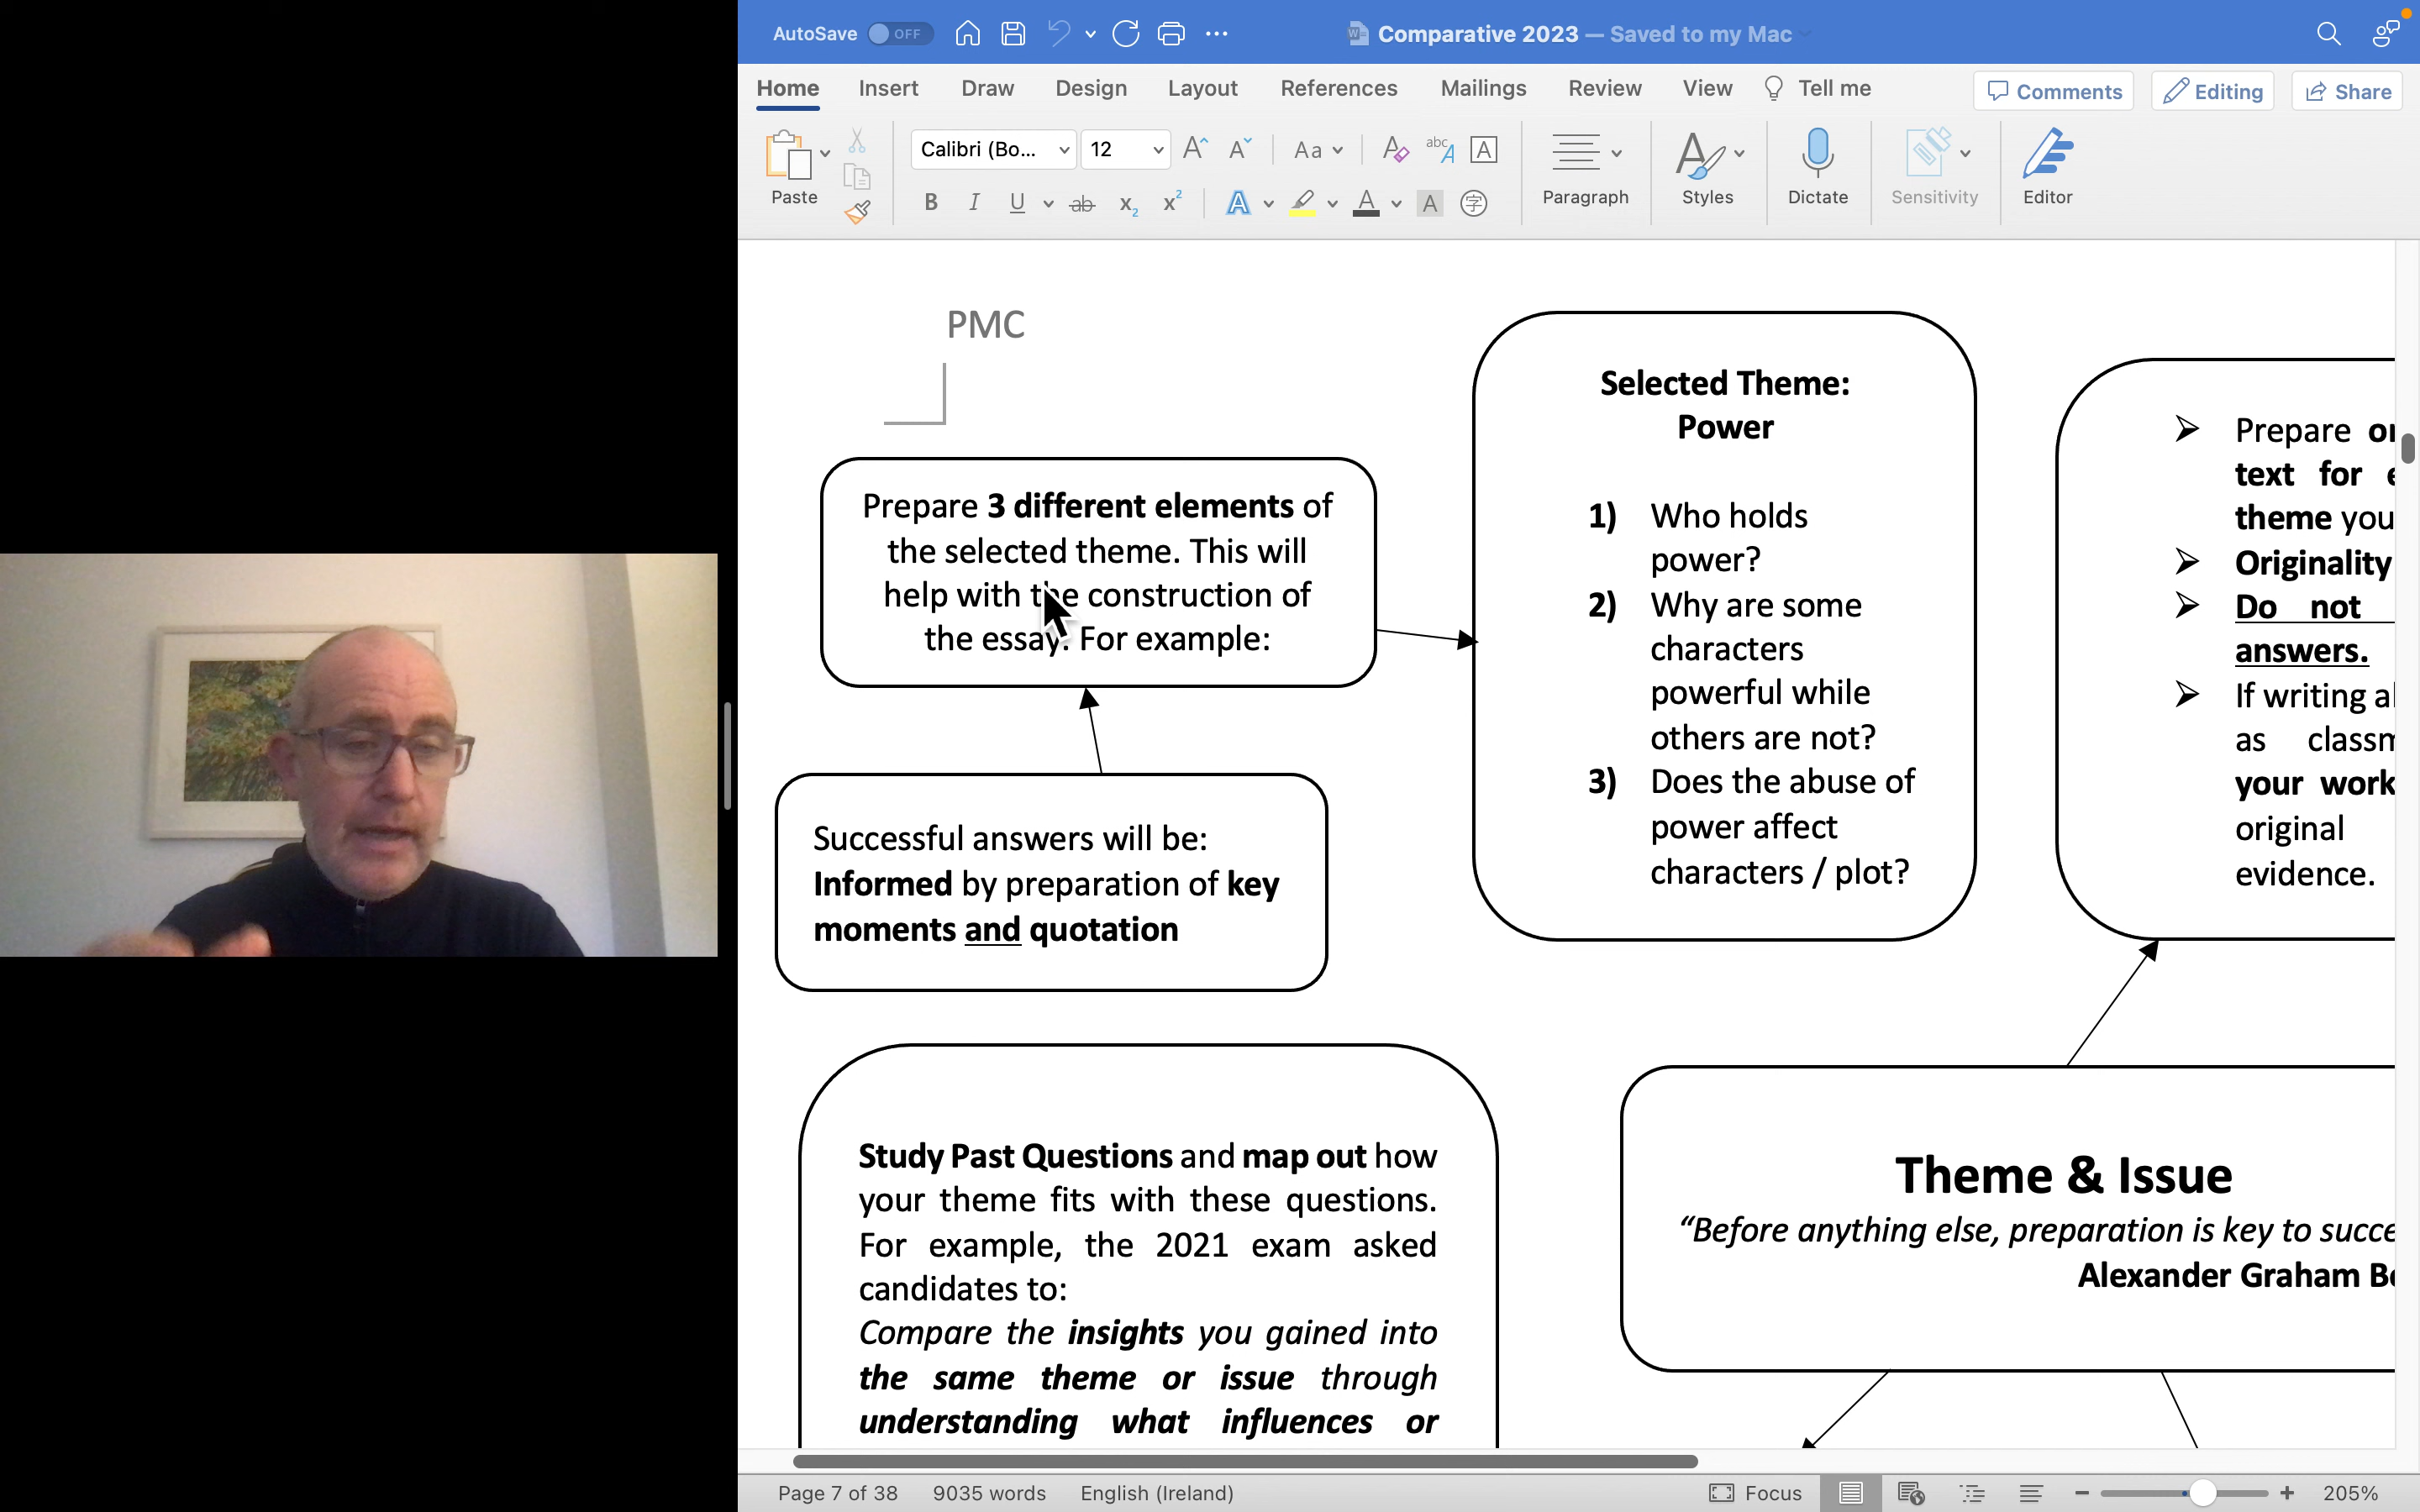 AutoSave OFF
Comparative 2023 — Saved to my Mac
Home Insert Draw Design Layout References Mailings Review View Tell me Comments Editing Share
Paste
Calibri (Bo... 12
Paragraph Styles Dictate Sensitivity Editor
PMC
Prepare 3 different elements of
the selected theme. This will
help with the construction of
the essay. For example:
Successful answers will be:
Informed by preparation of key
moments and quotation
Selected Theme:
Power
1) Who holds
power?
2) Why are some
characters
powerful while
others are not?
3) Does the abuse of
power affect
characters / plot?
Prepare
text for
theme you
Originality
Do not
answers.
If writing
as
your work
original
evidence.
Study Past Questions and map out how
your theme fits with these questions.
For example, the 2021 exam asked
candidates to:
Compare the insights you gained into
the same theme or issue through
understanding what influences or
Theme & Issue
“Before anything else, preparation is key to
Alexander Graham
Page 7 of 38 9035 words English (Ireland)
Focus 205%